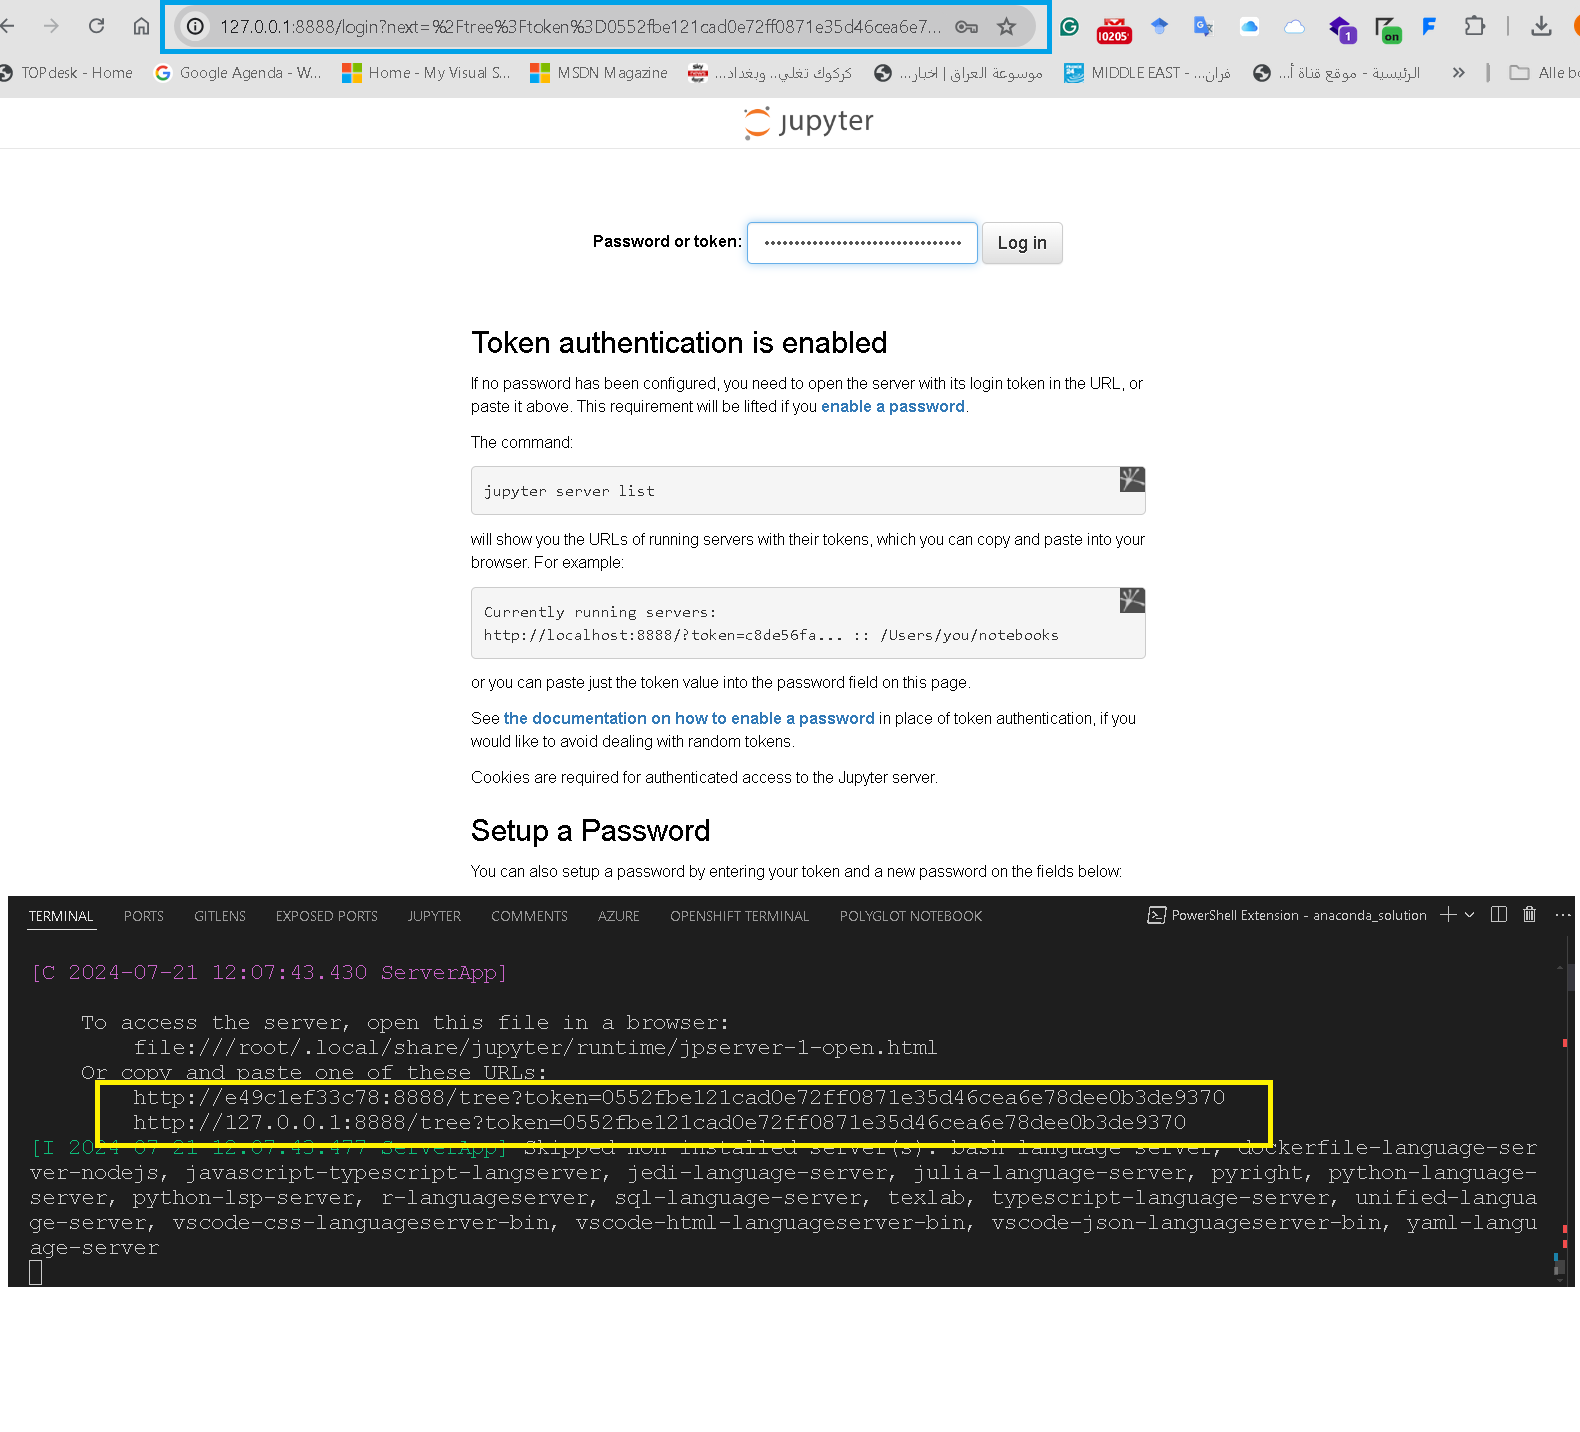 127.0.0.1:8888/login?next=%2Ftree%3Ftoken%3D0552fbe121cad0e72ff0871e35d46cea6e7...
10205
1
on
TOPdesk - Home
Google Agenda - W...
Home - My Visual S...
MSDN Magazine
كركوك تغلي.. وبغداد...
موسوعة العراق | اخبار...
MIDDLE EAST - فران...
الرئيسية - موقع قناة أ...
Alle b
jupyter
Password or token:
Log in
Token authentication is enabled
If no password has been configured, you need to open the server with its login token in the URL, or
paste it above. This requirement will be lifted if you enable a password.
The command:
jupyter server list
will show you the URLs of running servers with their tokens, which you can copy and paste into your
browser. For example:
Currently running servers:
http://localhost:8888/?token=c8de56fa... :: /Users/you/notebooks
or you can paste just the token value into the password field on this page.
See the documentation on how to enable a password in place of token authentication, if you
would like to avoid dealing with random tokens.
Cookies are required for authenticated access to the Jupyter server.
Setup a Password
You can also setup a password by entering your token and a new password on the fields below:
TERMINAL PORTS GITLENS EXPOSED PORTS JUPYTER COMMENTS AZURE OPENSHIFT TERMINAL POLYGLOT NOTEBOOK
PowerShell Extension - anaconda_solution
[C 2024-07-21 12:07:43.430 ServerApp]
To access the server, open this file in a browser:
file:///root/.local/share/jupyter/runtime/jpserver-1-open.html
Or copy and paste one of these URLs:
http://e49c1ef33c78:8888/tree?token=0552fbe121cad0e72ff0871e35d46cea6e78dee0b3de9370
http://127.0.0.1:8888/tree?token=0552fbe121cad0e72ff0871e35d46cea6e78dee0b3de9370
[I 2024-07-21 12:07:43.477 ServerApp] Skipped non-installed server(s): bash-language-server, dockerfile-language-ser
ver-nodejs, javascript-typescript-langserver, jedi-language-server, julia-language-server, pyright, python-language-
server, python-lsp-server, r-languageserver, sql-language-server, texlab, typescript-language-server, unified-langua
ge-server, vscode-css-languageserver-bin, vscode-html-languageserver-bin, vscode-json-languageserver-bin, yaml-langu
age-server